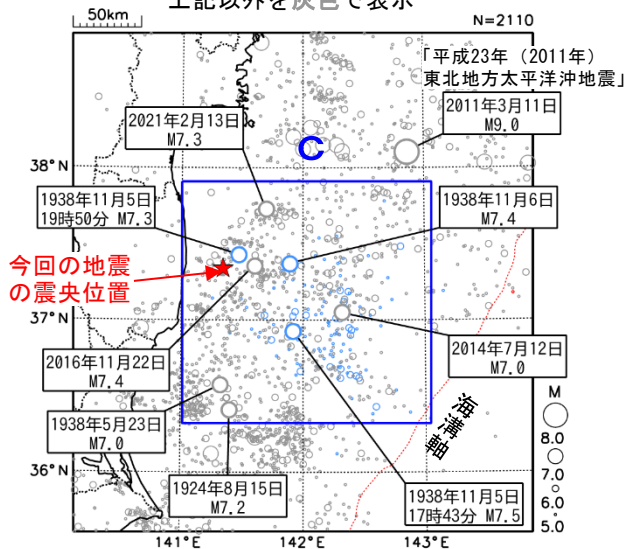 上記以外を灰色で表示
50km
N=2110
「平成23年（2011年）
東北地方太平洋沖地震」
2011年3月11日
M9.0
2021年2月13日
M7.3
C
38°N
1938年11月5日
19時50分 M7.3
1938年11月6日
M7.4
今回の地震
の震央位置
37°N
2016年11月22日
M7.4
2014年7月12日
M7.0
1938年5月23日
M7.0
海溝軸
M
8.0
7.0
6.0
5.0
36°N
1924年8月15日
M7.2
1938年11月5日
17時43分 M7.5
141°E
142°E
143°E